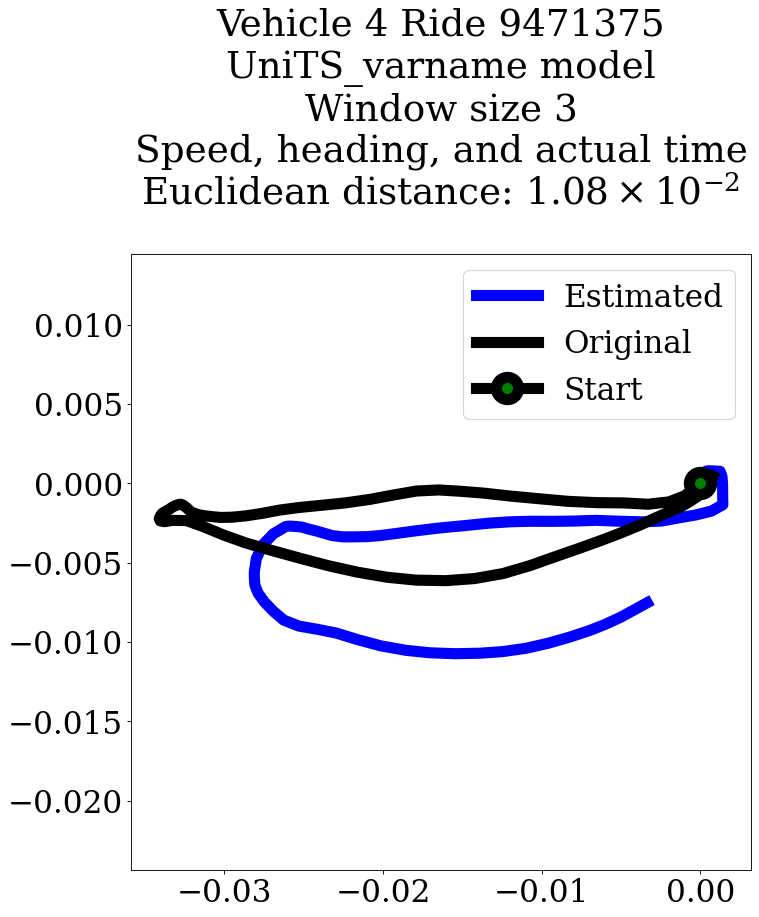 Vehicle 4 Ride 9471375
UniTS_varname model
Window size 3
Speed, heading, and actual time
Euclidean distance: 1.08 × 10⁻²
Estimated
Original
Start
0.010
0.005
0.000
−0.005
−0.010
−0.015
−0.020
−0.03
−0.02
−0.01
0.00